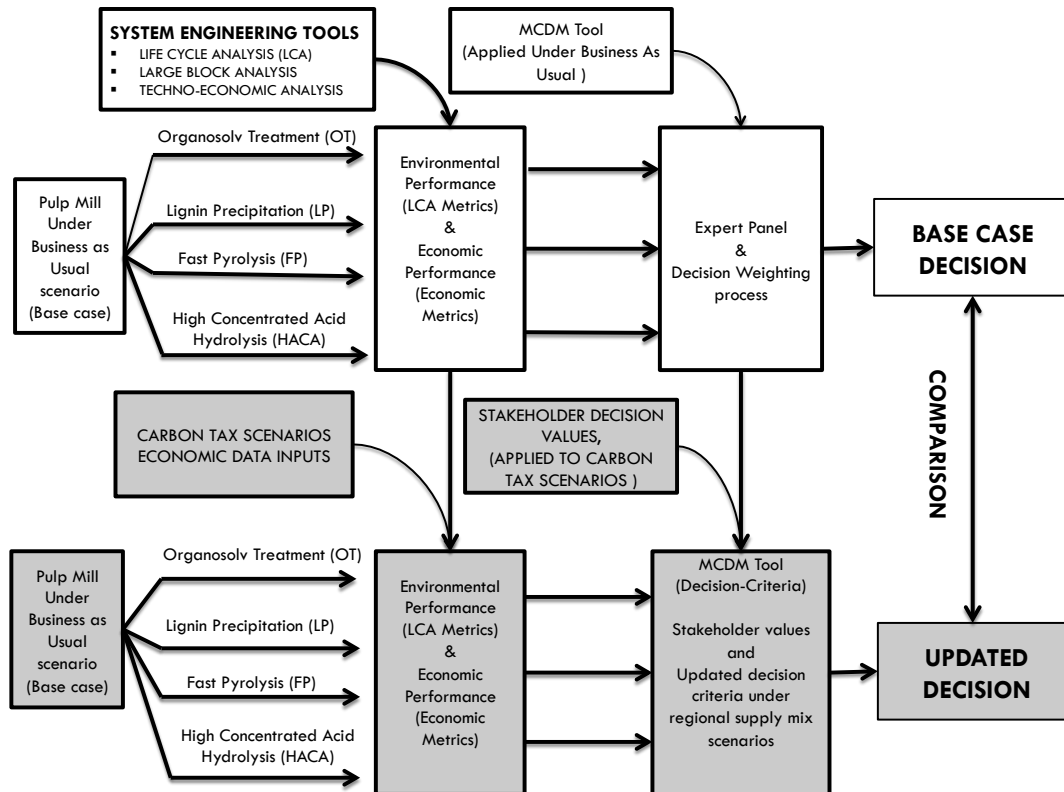 SYSTEM ENGINEERING TOOLS
▪ LIFE CYCLE ANALYSIS (LCA)
▪ LARGE BLOCK ANALYSIS
▪ TECHNO-ECONOMIC ANALYSIS
MCDM Tool
(Applied Under Business As
Usual )
Pulp Mill
Under
Business as
Usual
scenario
(Base case)
Organosolv Treatment (OT)
Lignin Precipitation (LP)
Fast Pyrolysis (FP)
High Concentrated Acid
Hydrolysis (HACA)
Environmental
Performance
(LCA Metrics)
&
Economic
Performance
(Economic
Metrics)
Expert Panel
&
Decision Weighting
process
BASE CASE
DECISION
COMPARISON
CARBON TAX SCENARIOS
ECONOMIC DATA INPUTS
STAKEHOLDER DECISION
VALUES,
(APPLIED TO CARBON
TAX SCENARIOS )
Pulp Mill
Under
Business as
Usual
scenario
(Base case)
Organosolv Treatment (OT)
Lignin Precipitation (LP)
Fast Pyrolysis (FP)
High Concentrated Acid
Hydrolysis (HACA)
Environmental
Performance
(LCA Metrics)
&
Economic
Performance
(Economic
Metrics)
MCDM Tool
(Decision-Criteria)
Stakeholder values
and
Updated decision
criteria under
regional supply mix
scenarios
UPDATED
DECISION